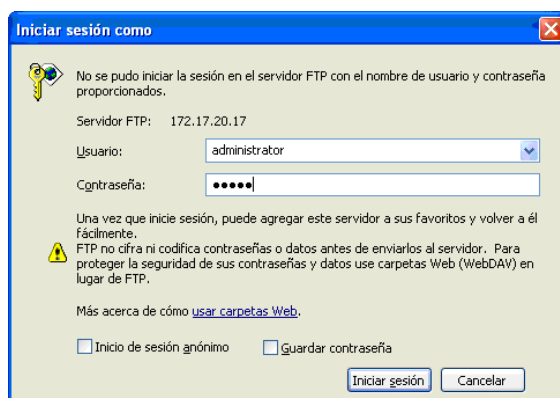 Iniciar sesión como
No se pudo iniciar la sesión en el servidor FTP con el nombre de usuario y contraseña
proporcionados.
Servidor FTP: 172.17.20.17
Usuario: administrator
Contraseña: •••••
Una vez que inicie sesión, puede agregar este servidor a sus favoritos y volver a él
fácilmente.
FTP no cifra ni codifica contraseñas o datos antes de enviarlos al servidor. Para
proteger la seguridad de sus contraseñas y datos use carpetas Web (WebDAV) en
lugar de FTP.
Más acerca de cómo usar carpetas Web.
Inicio de sesión anónimo Guardar contraseña
Iniciar sesión Cancelar